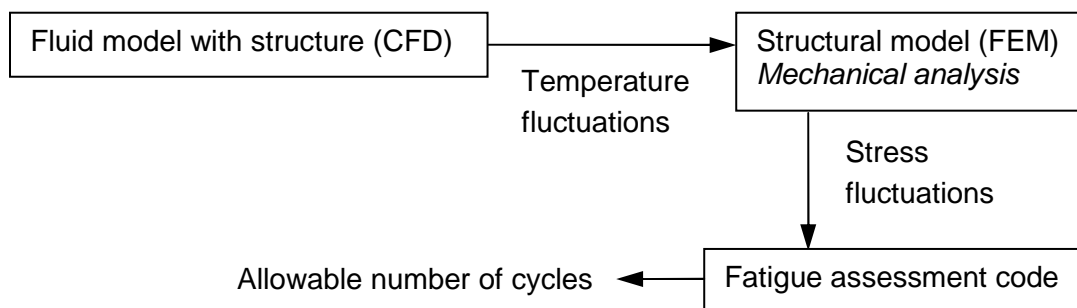 Fluid model with structure (CFD)
Temperature
fluctuations
Structural model (FEM)
Mechanical analysis
Stress
fluctuations
Fatigue assessment code
Allowable number of cycles